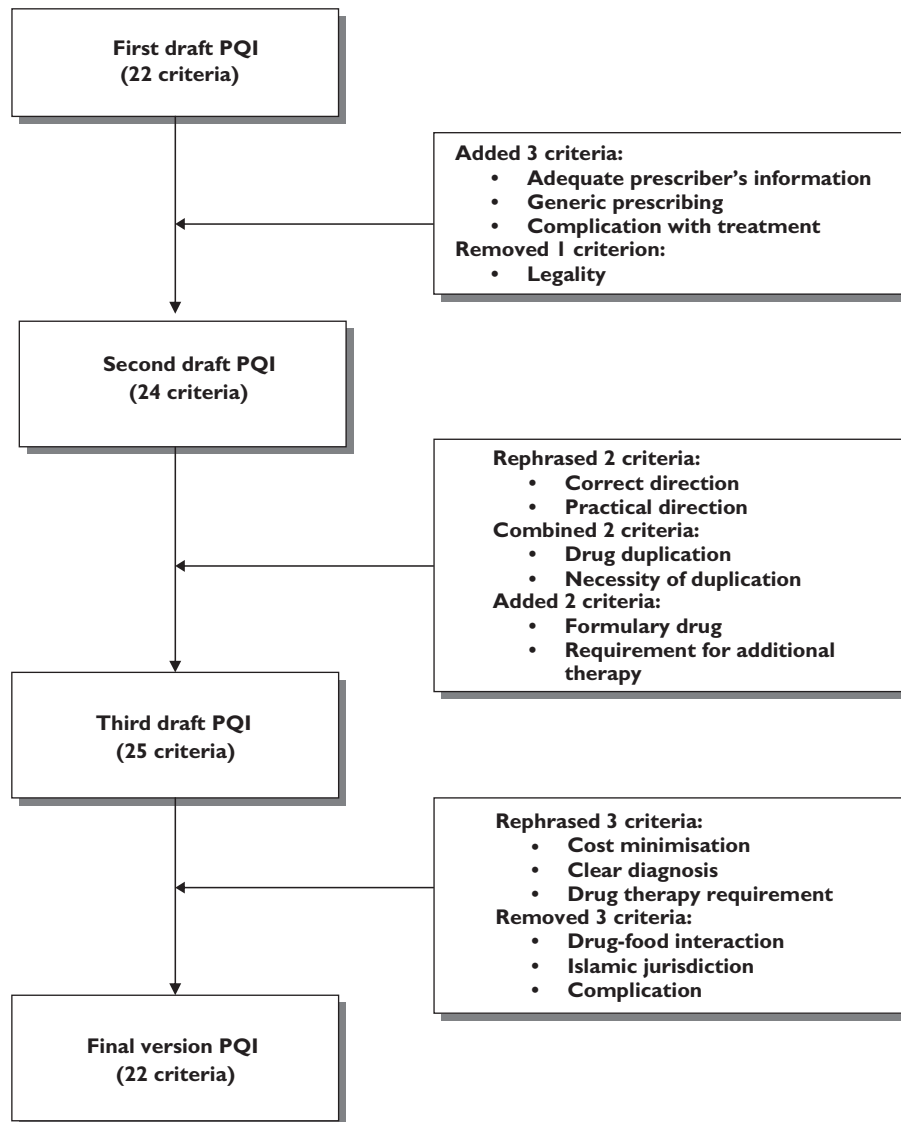 First draft PQI
(22 criteria)
Added 3 criteria:
• Adequate prescriber's information
• Generic prescribing
• Complication with treatment
Removed 1 criterion:
• Legality
Second draft PQI
(24 criteria)
Rephrased 2 criteria:
• Correct direction
• Practical direction
Combined 2 criteria:
• Drug duplication
• Necessity of duplication
Added 2 criteria:
• Formulary drug
• Requirement for additional
therapy
Third draft PQI
(25 criteria)
Rephrased 3 criteria:
• Cost minimisation
• Clear diagnosis
• Drug therapy requirement
Removed 3 criteria:
• Drug-food interaction
• Islamic jurisdiction
• Complication
Final version PQI
(22 criteria)